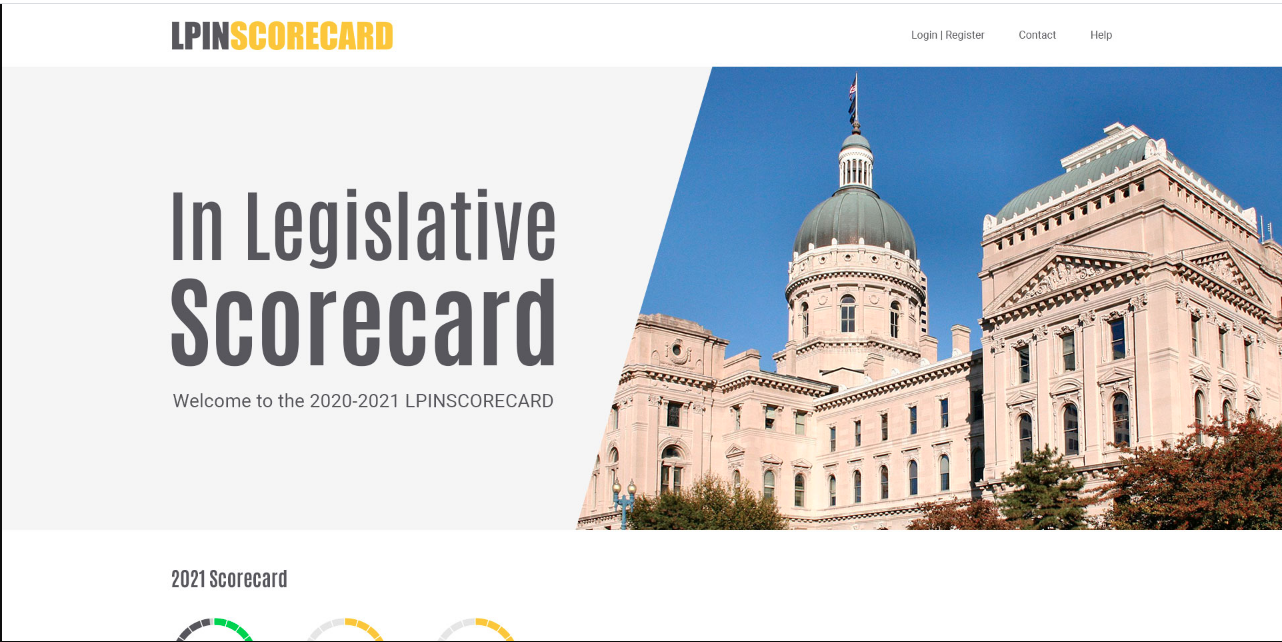 LPINSCORECARD
Login | Register
Contact
Help
In Legislative
Scorecard
Welcome to the 2020-2021 LPINSCORECARD
2021 Scorecard